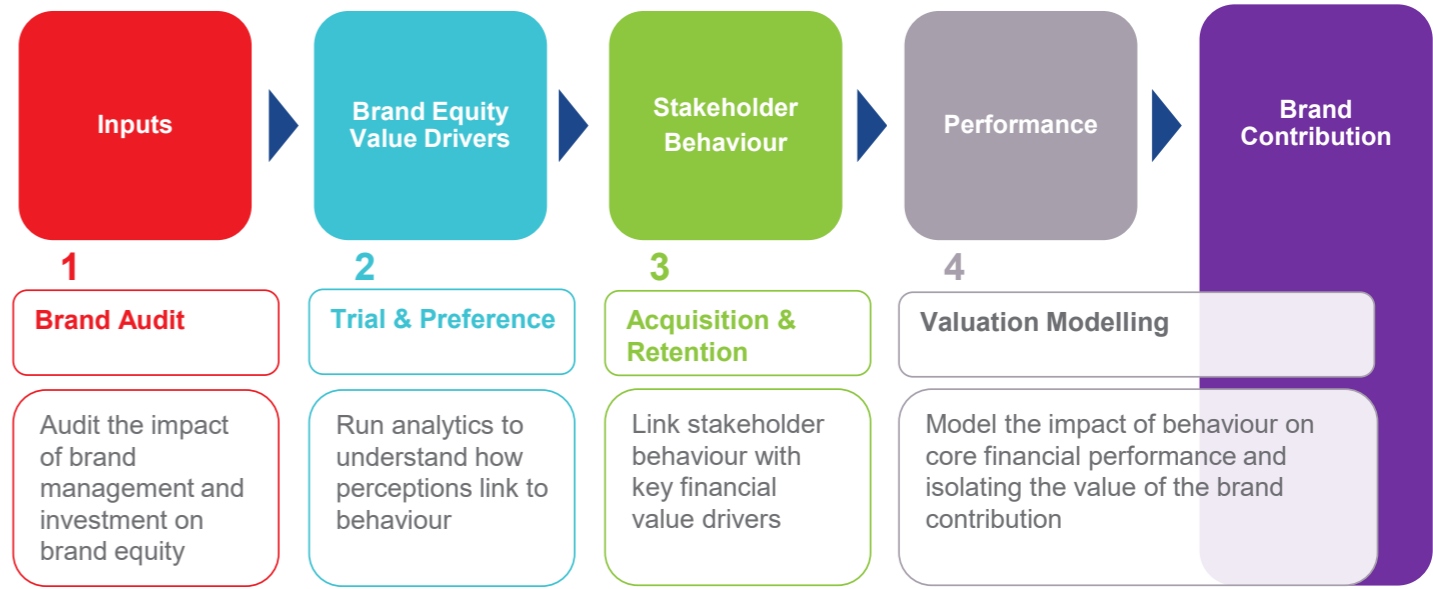 Inputs
Brand Equity
Value Drivers
Stakeholder
Behaviour
Performance
Brand
Contribution
1
2
3
4
Brand Audit
Trial & Preference
Acquisition &
Retention
Valuation Modelling
Audit the impact
of brand
management and
investment on
brand equity
Run analytics to
understand how
perceptions link to
behaviour
Link stakeholder
behaviour with
key financial
value drivers
Model the impact of behaviour on
core financial performance and
isolating the value of the brand
contribution